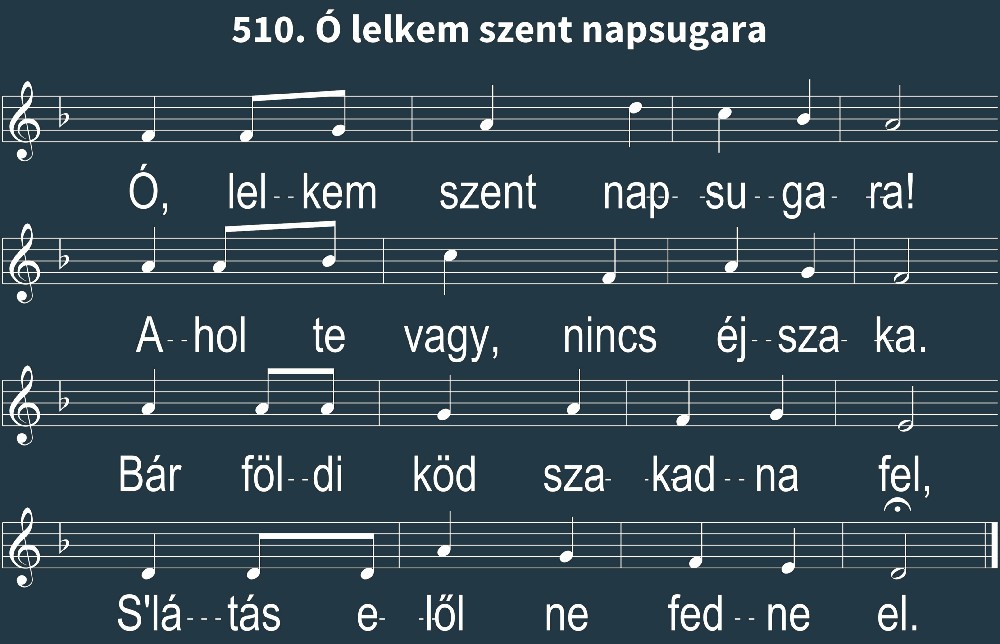 510. Ó lelkem szent napsugara
Ó, lel--kem szent nap--su--ga--ra!
A--hol te vagy, nincs éj--sza-ka.
Bár föl--di köd sza--kad--na fel,
S'lá---tás e--lől ne fed--ne el.